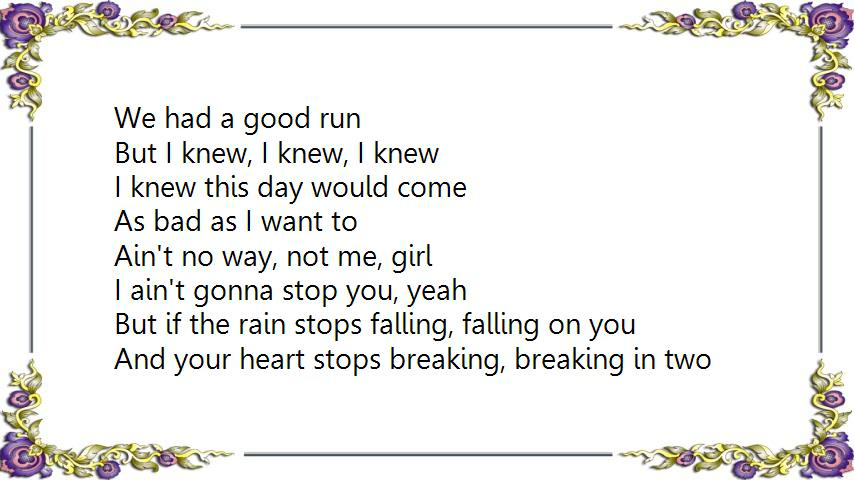 We had a good run
But I knew, I knew, I knew
I knew this day would come
As bad as I want to
Ain't no way, not me, girl
I ain't gonna stop you, yeah
But if the rain stops falling, falling on you
And your heart stops breaking, breaking in two